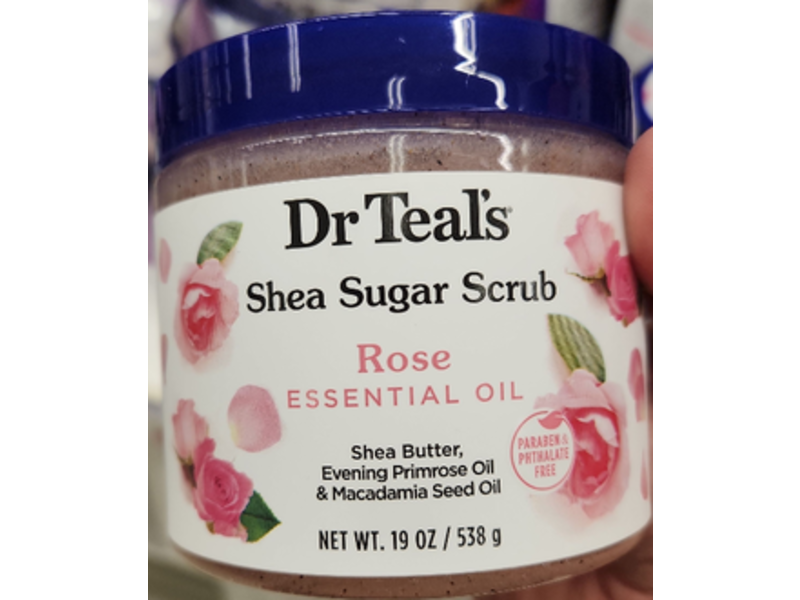 Dr Teal's
Shea Sugar Scrub
Rose
ESSENTIAL OIL
Shea Butter,
Evening Primrose Oil
& Macadamia Seed Oil
PARABEN &
PHTHALATE
FREE
NET WT. 19 OZ / 538 g